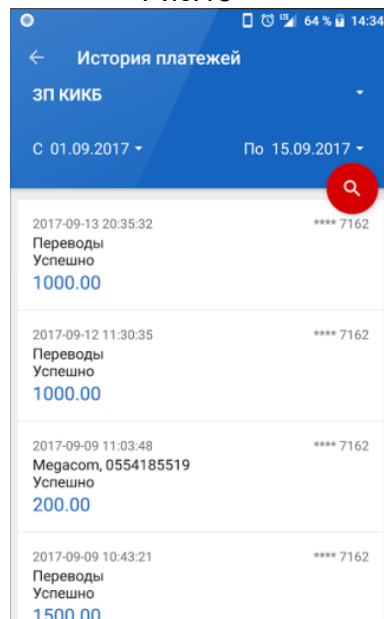 64 % 14:34
История платежей
ЗП КИКБ
С 01.09.2017 По 15.09.2017
2017-09-13 20:35:32 **** 7162
Переводы
Успешно
1000.00
2017-09-12 11:30:35 **** 7162
Переводы
Успешно
1000.00
2017-09-09 11:03:48 **** 7162
Megacom, 0554185519
Успешно
200.00
2017-09-09 10:43:21 **** 7162
Переводы
Успешно
1500.00